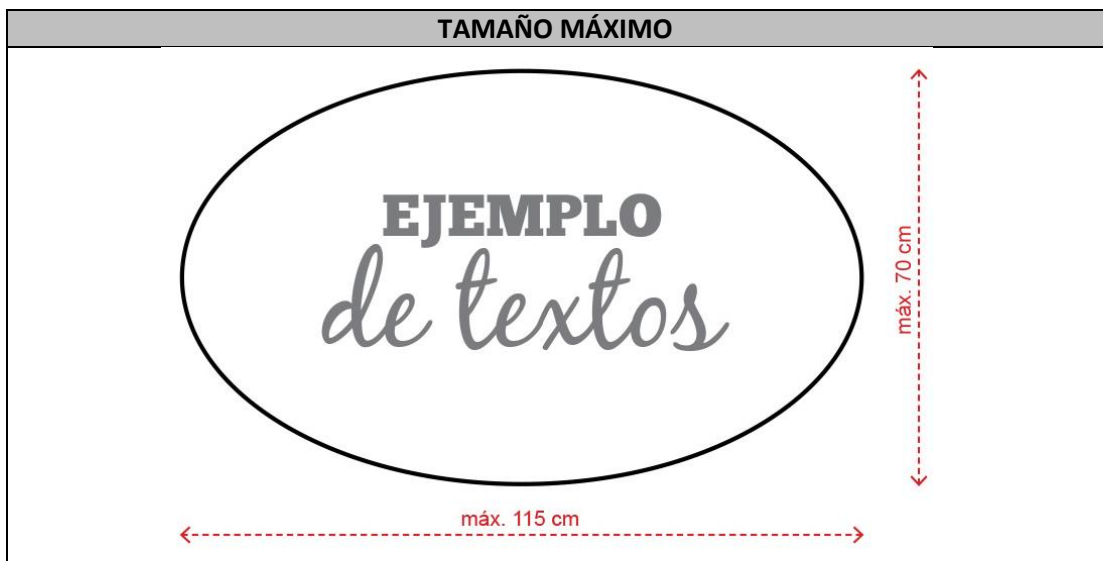 TAMAÑO MÁXIMO
EJEMPLO
de textos
máx. 70 cm
máx. 115 cm